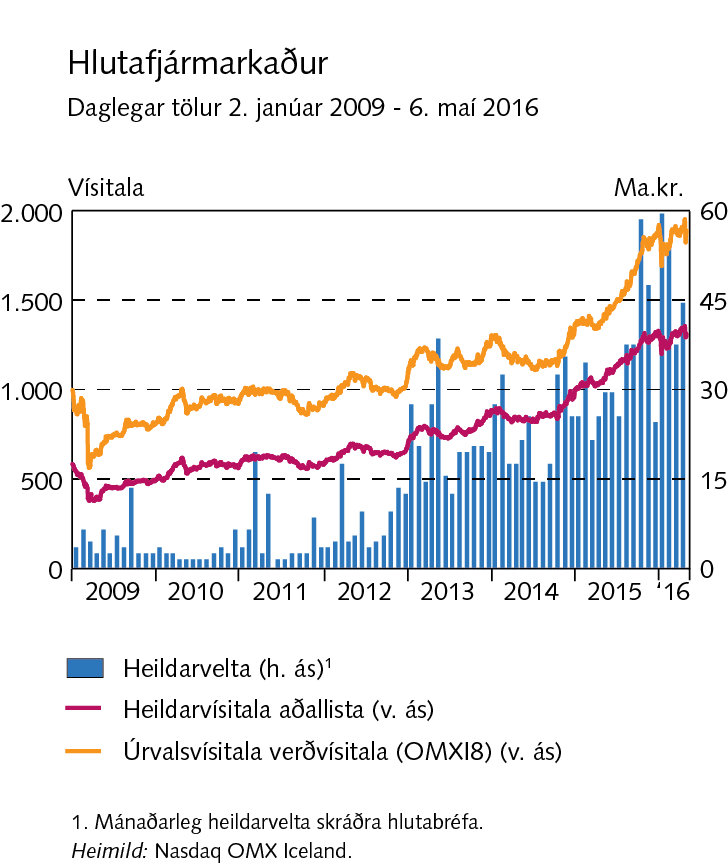 Hlutafjármarkaður
Daglegar tölur 2. janúar 2009 - 6. maí 2016
Vísitala Ma.kr.
2.000 60
1.500 45
1.000 30
500 15
0 0
2009 2010 2011 2012 2013 2014 2015 '16
Heildarvelta (h. ás)¹
Heildarvísitala aðallista (v. ás)
Úrvalsvísitala verðvísitala (OMXI8) (v. ás)
1. Mánaðarleg heildarvelta skráðra hlutabréfa.
Heimild: Nasdaq OMX Iceland.